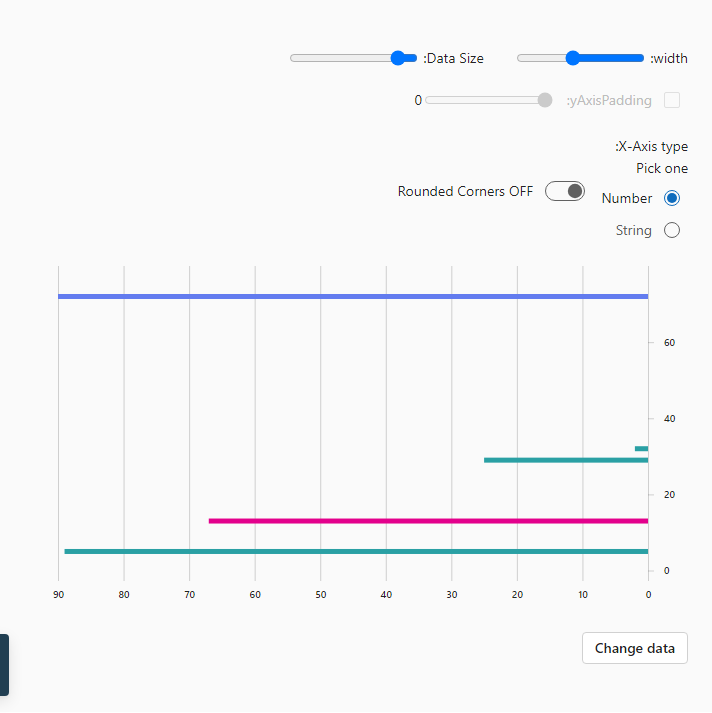 :width
:Data Size
:yAxisPadding
0
:X-Axis type
Pick one
Number
Rounded Corners OFF
String
60
40
20
0
90 80 70 60 50 40 30 20 10 0
Change data